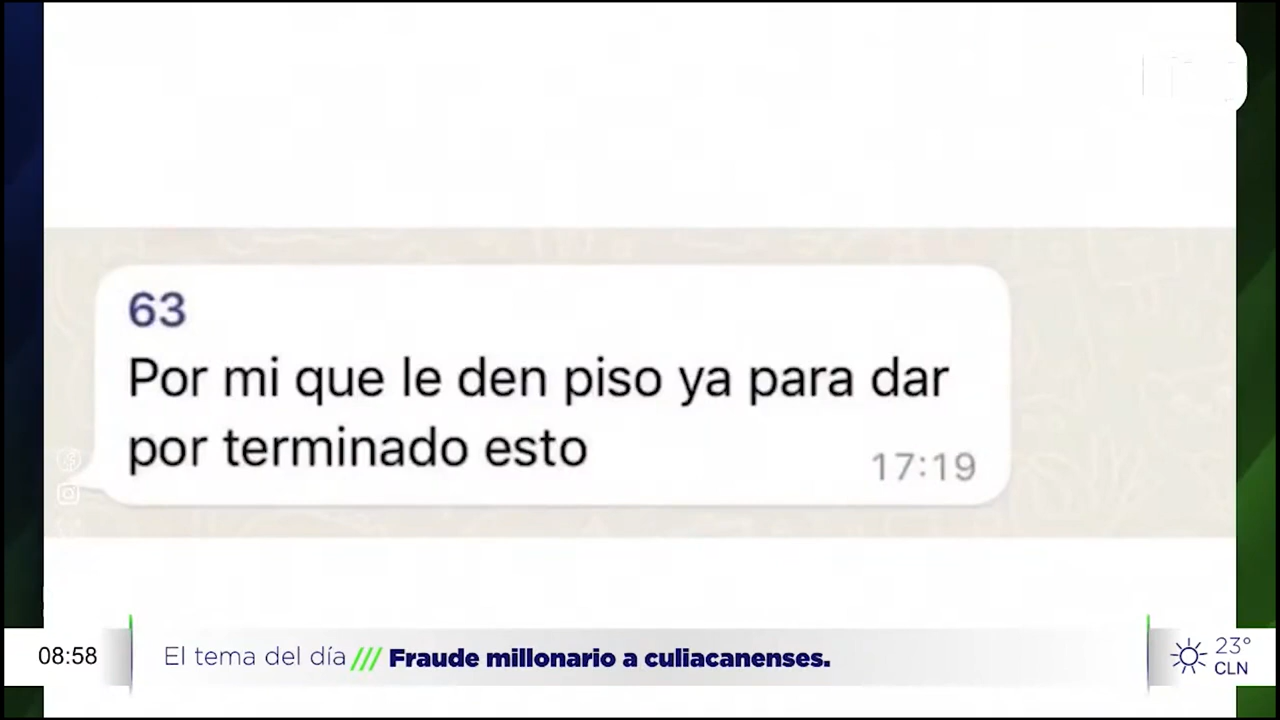 63
Por mi que le den piso ya para dar
por terminado esto
17:19
08:58
El tema del día /// Fraude millonario a culiacanenses.
23°
CLN